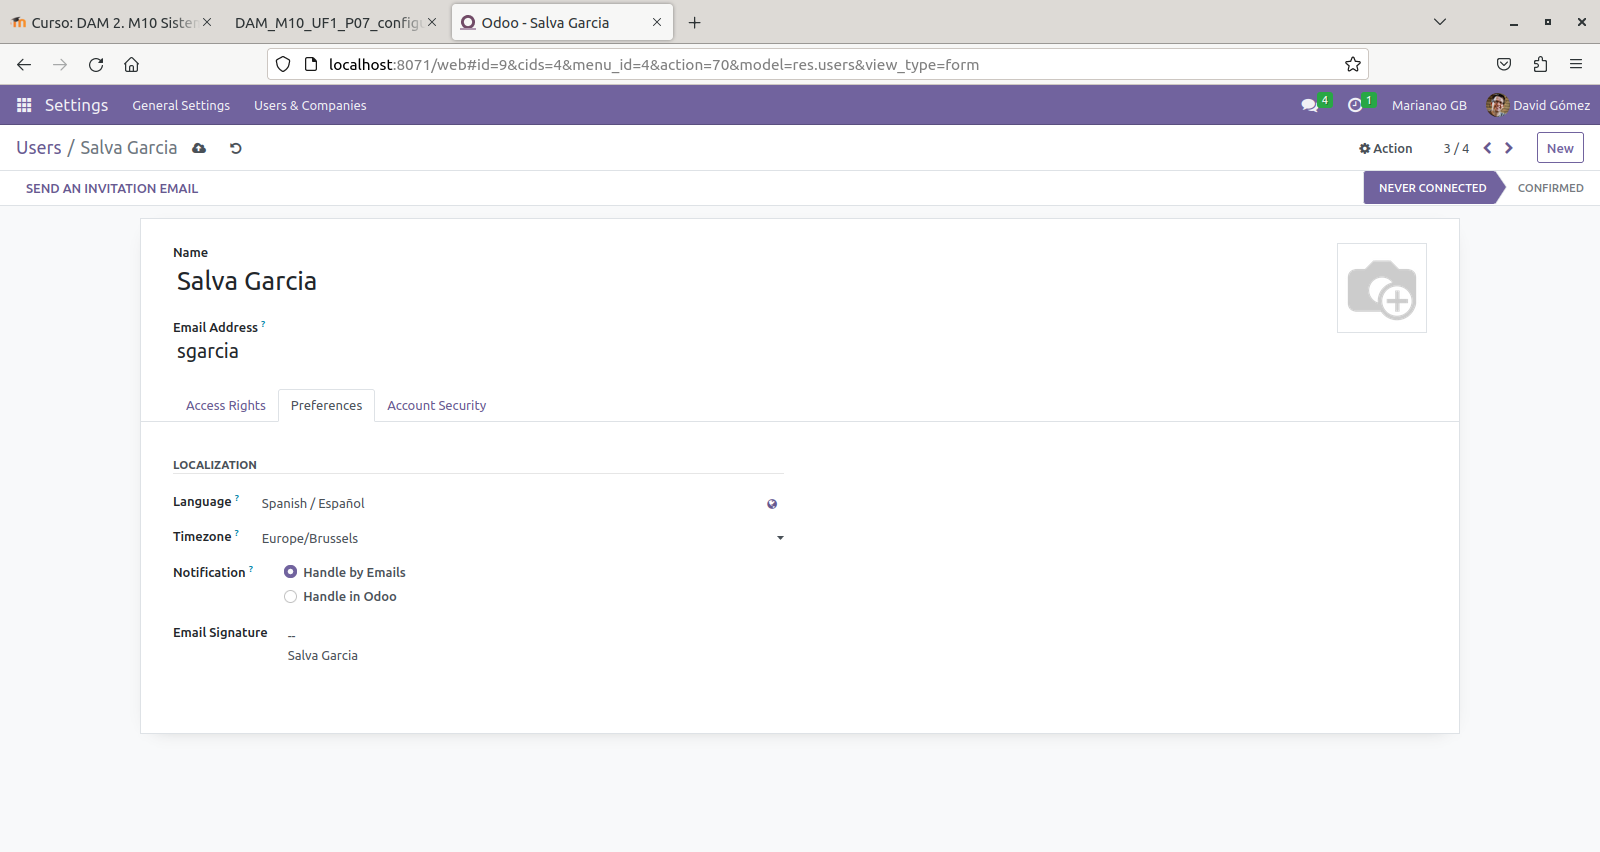 Curso: DAM 2. M10 Siste
DAM_M10_UF1_P07_config
Odoo - Salva Garcia
localhost:8071/web#id=9&cids=4&menu_id=4&action=70&model=res.users&view_type=form
Settings General Settings Users & Companies 4 1 Marianao GB David Gómez
Users / Salva Garcia Action 3 / 4 New
SEND AN INVITATION EMAIL NEVER CONNECTED CONFIRMED
Name
Salva Garcia
Email Address ?
sgarcia
Access Rights Preferences Account Security
LOCALIZATION
Language ? Spanish / Español
Timezone ? Europe/Brussels
Notification ? Handle by Emails
Handle in Odoo
Email Signature --
Salva Garcia